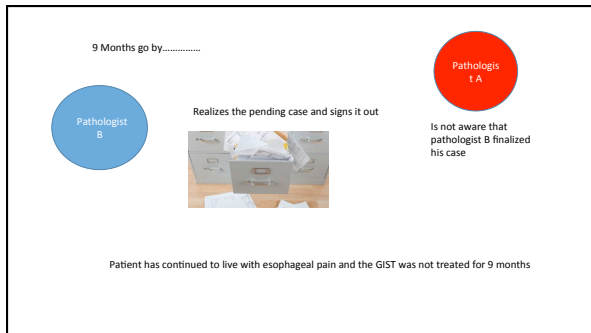 9 Months go by……………
Pathologis
t A
Pathologist
B
Realizes the pending case and signs it out
Is not aware that
pathologist B finalized
his case
Patient has continued to live with esophageal pain and the GIST was not treated for 9 months